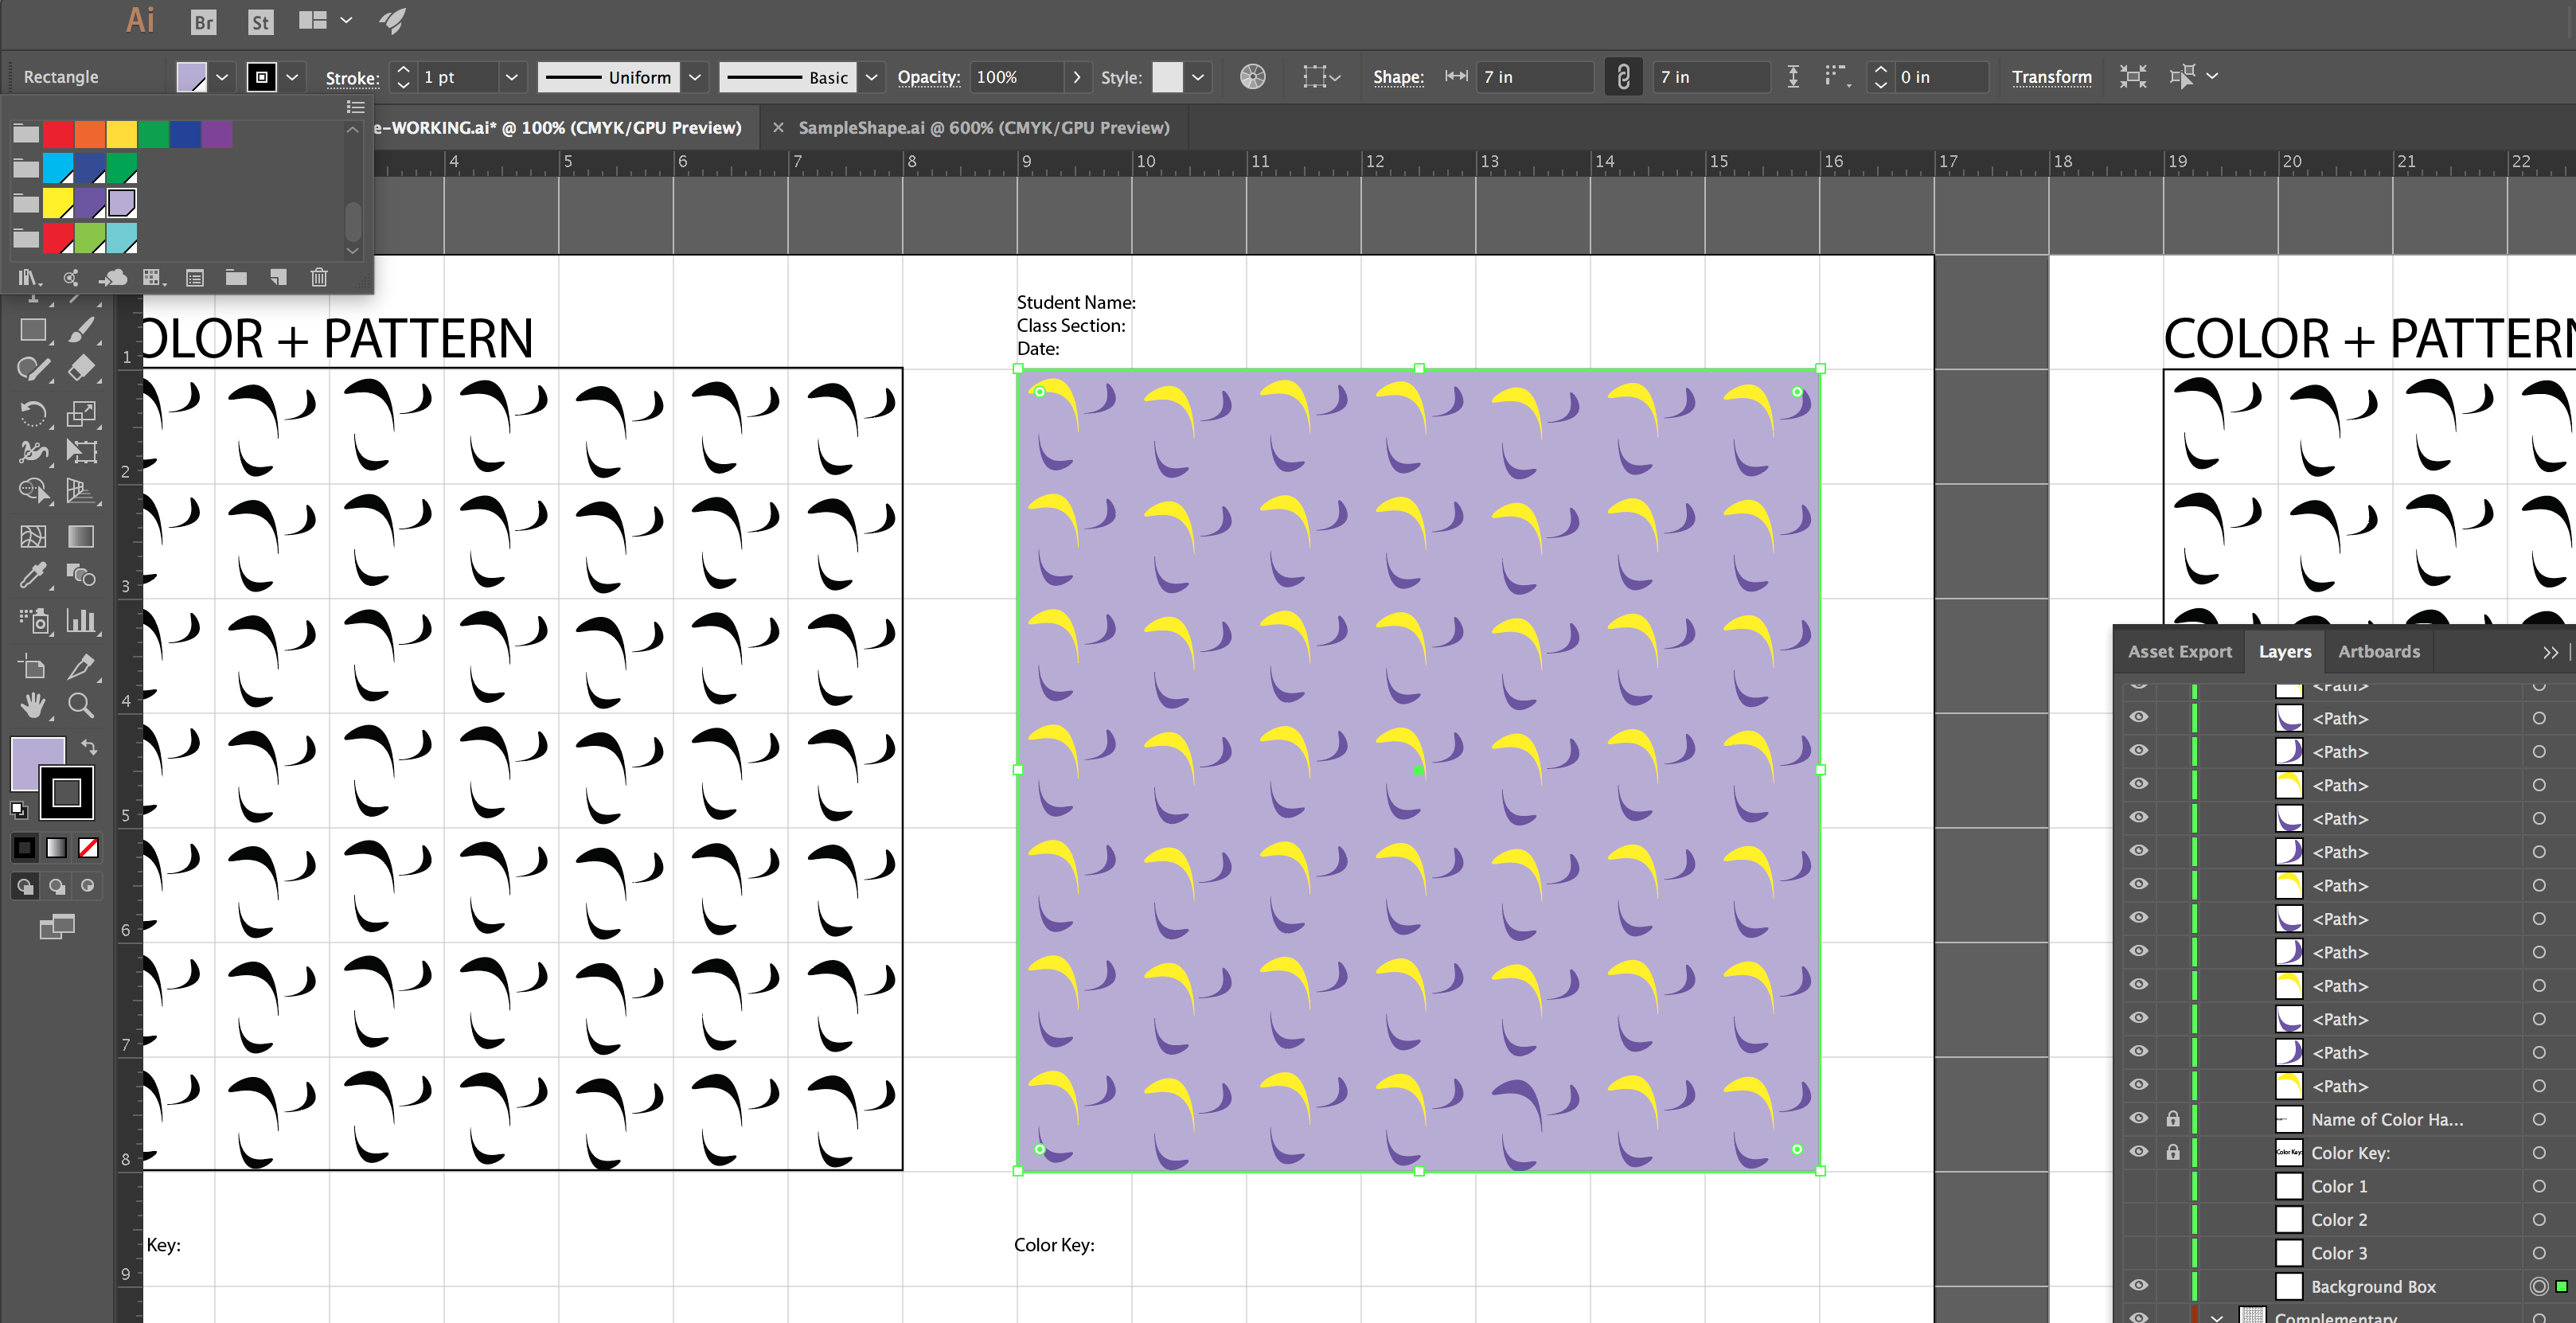 Ai Br St
Rectangle Stroke: 1 pt Uniform Basic Opacity: 100% Style: Shape: 7 in 7 in 0 in Transform
e-WORKING.ai* @ 100% (CMYK/GPU Preview) × SampleShape.ai @ 600% (CMYK/GPU Preview)
4 5 6 7 8 9 10 11 12 13 14 15 16 17 18 19 20 21 22
Student Name:
Class Section:
Date:
OLOR + PATTERN
COLOR + PATTERN
1
2
3
4
5
6
7
8
9
Key:
Color Key:
Asset Export Layers Artboards
<Path>
<Path>
<Path>
<Path>
<Path>
<Path>
<Path>
<Path>
<Path>
<Path>
<Path>
<Path>
<Path>
Name of Color Ha...
Color Key: Color Key:
Color 1
Color 2
Color 3
Background Box
Complementary